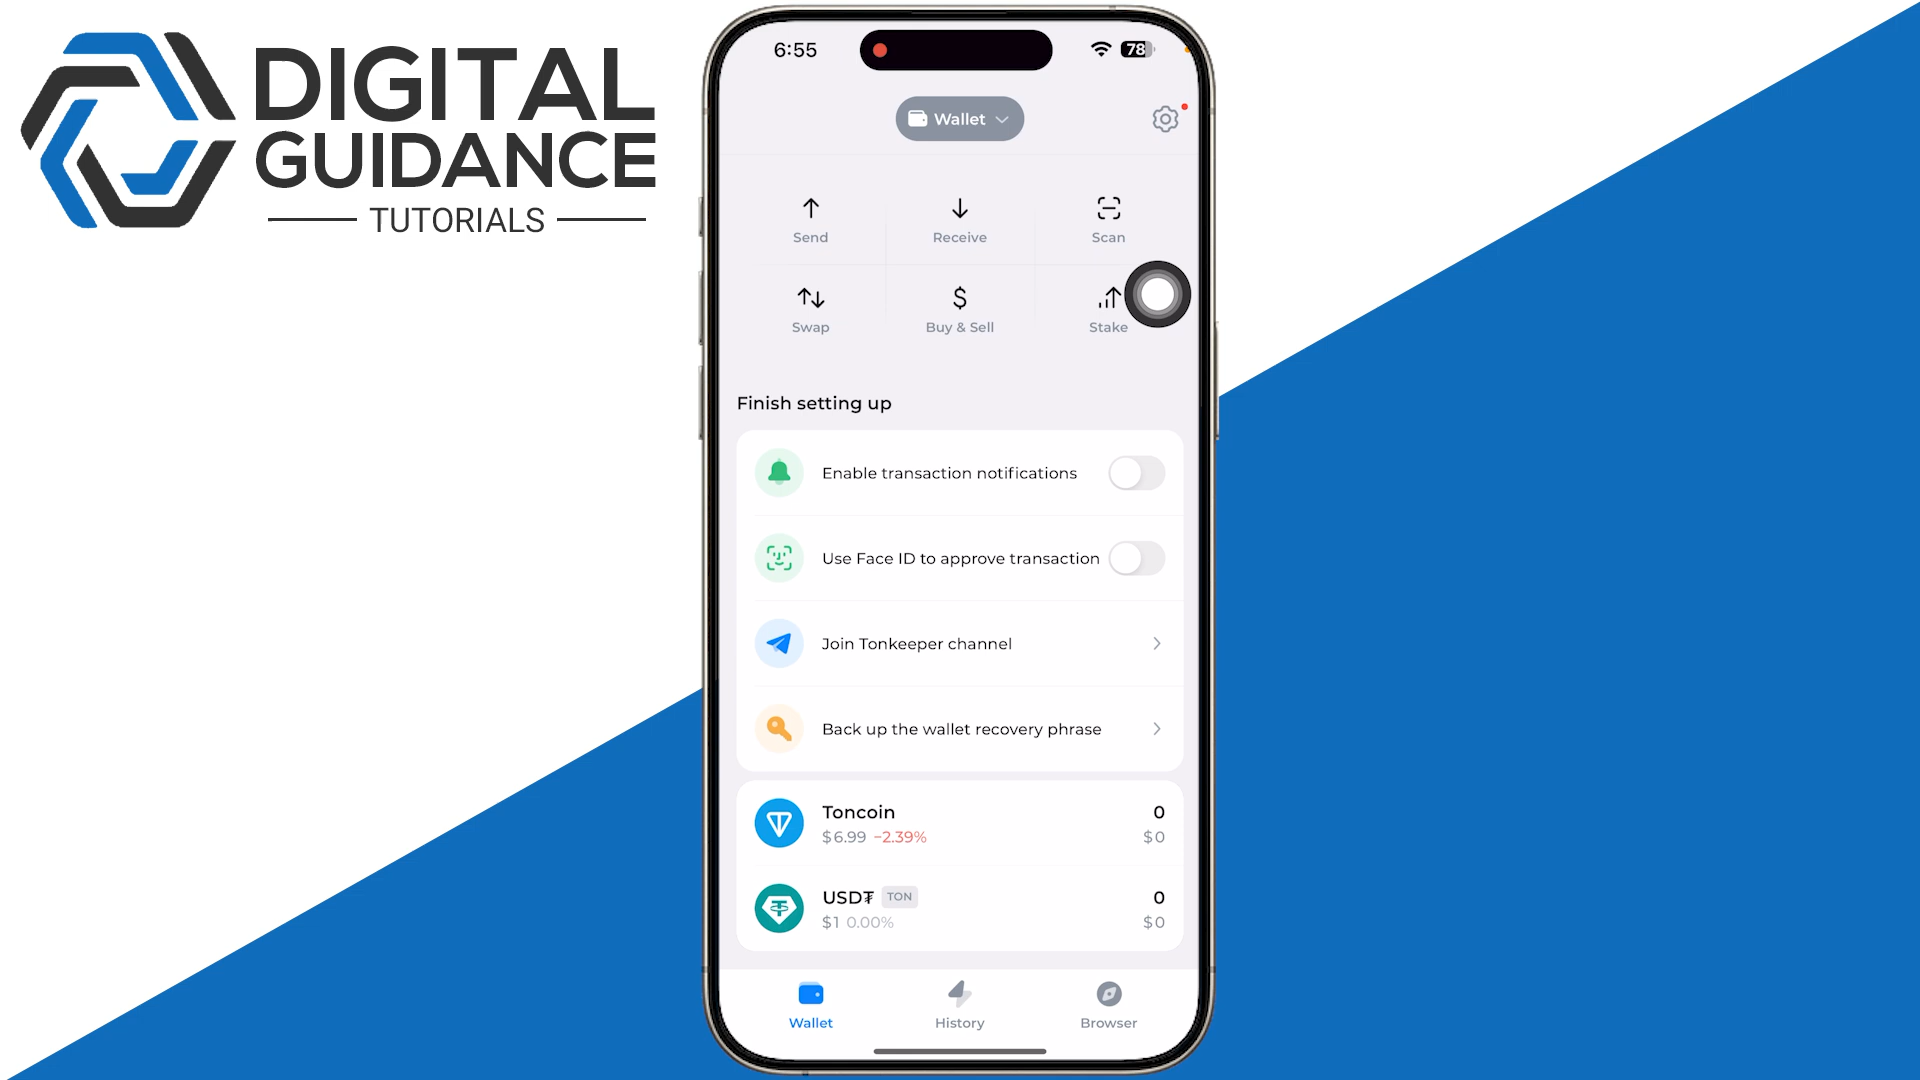 DIGITAL
GUIDANCE
TUTORIALS
6:55
78
Wallet
Send
Receive
Scan
Swap
Buy & Sell
Stake
Finish setting up
Enable transaction notifications
Use Face ID to approve transaction
Join Tonkeeper channel
Back up the wallet recovery phrase
Toncoin 0
$6.99 −2.39% $0
USD₮ TON 0
$1 0.00% $0
Wallet
History
Browser